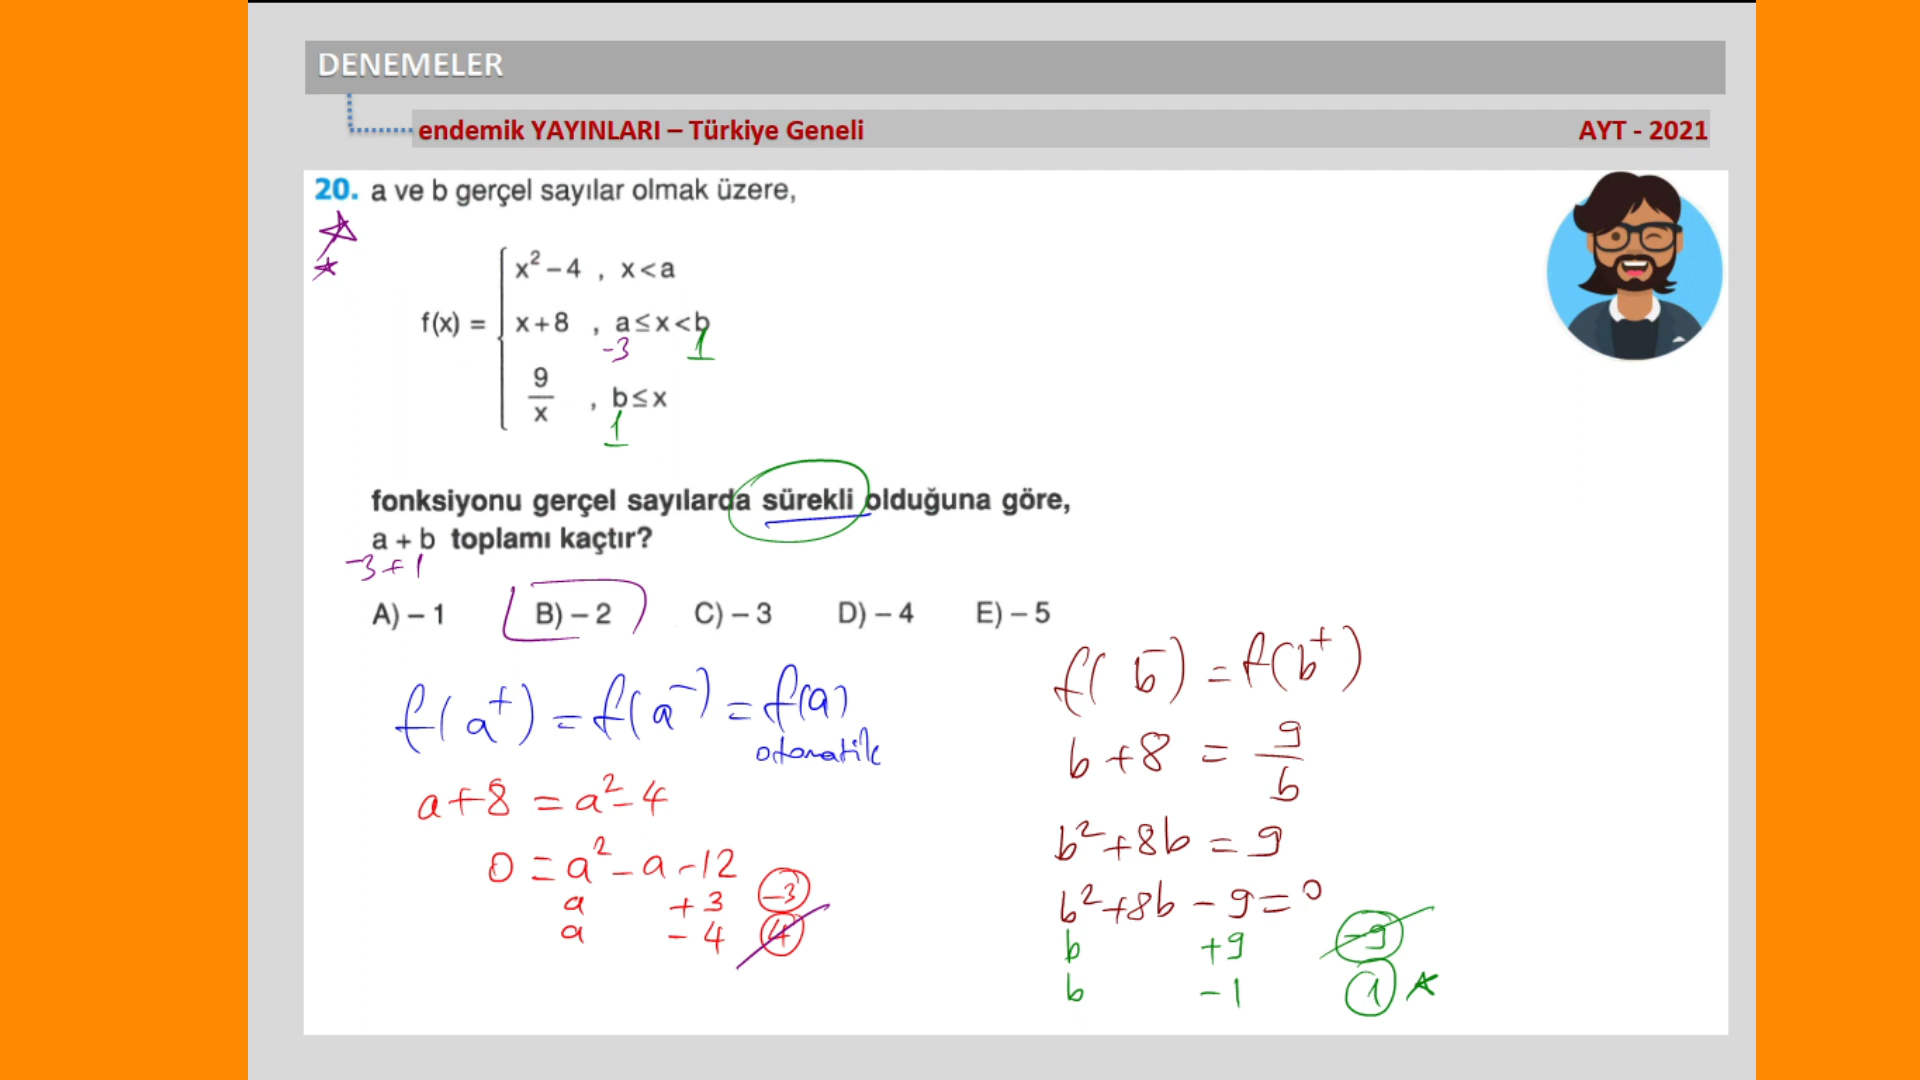 DENEMELER
endemik YAYINLARI – Türkiye Geneli AYT - 2021
20. a ve b gerçel sayılar olmak üzere,
x² – 4 , x < a
f(x) = x + 8 , a ≤ x < b
-3 1
9/x , b ≤ x
1
fonksiyonu gerçel sayılarda sürekli olduğuna göre,
a + b toplamı kaçtır?
-3+1
A) – 1 B) – 2 C) – 3 D) – 4 E) – 5
f(a⁺) = f(a⁻) = f(a)
otomatik
a+8 = a²-4
0 = a²-a-12
a +3 -3
a -4 4
f(b⁻) = f(b⁺)
b+8 = 9/b
b²+8b = 9
b²+8b-9=0
b +9 -9
b -1 1